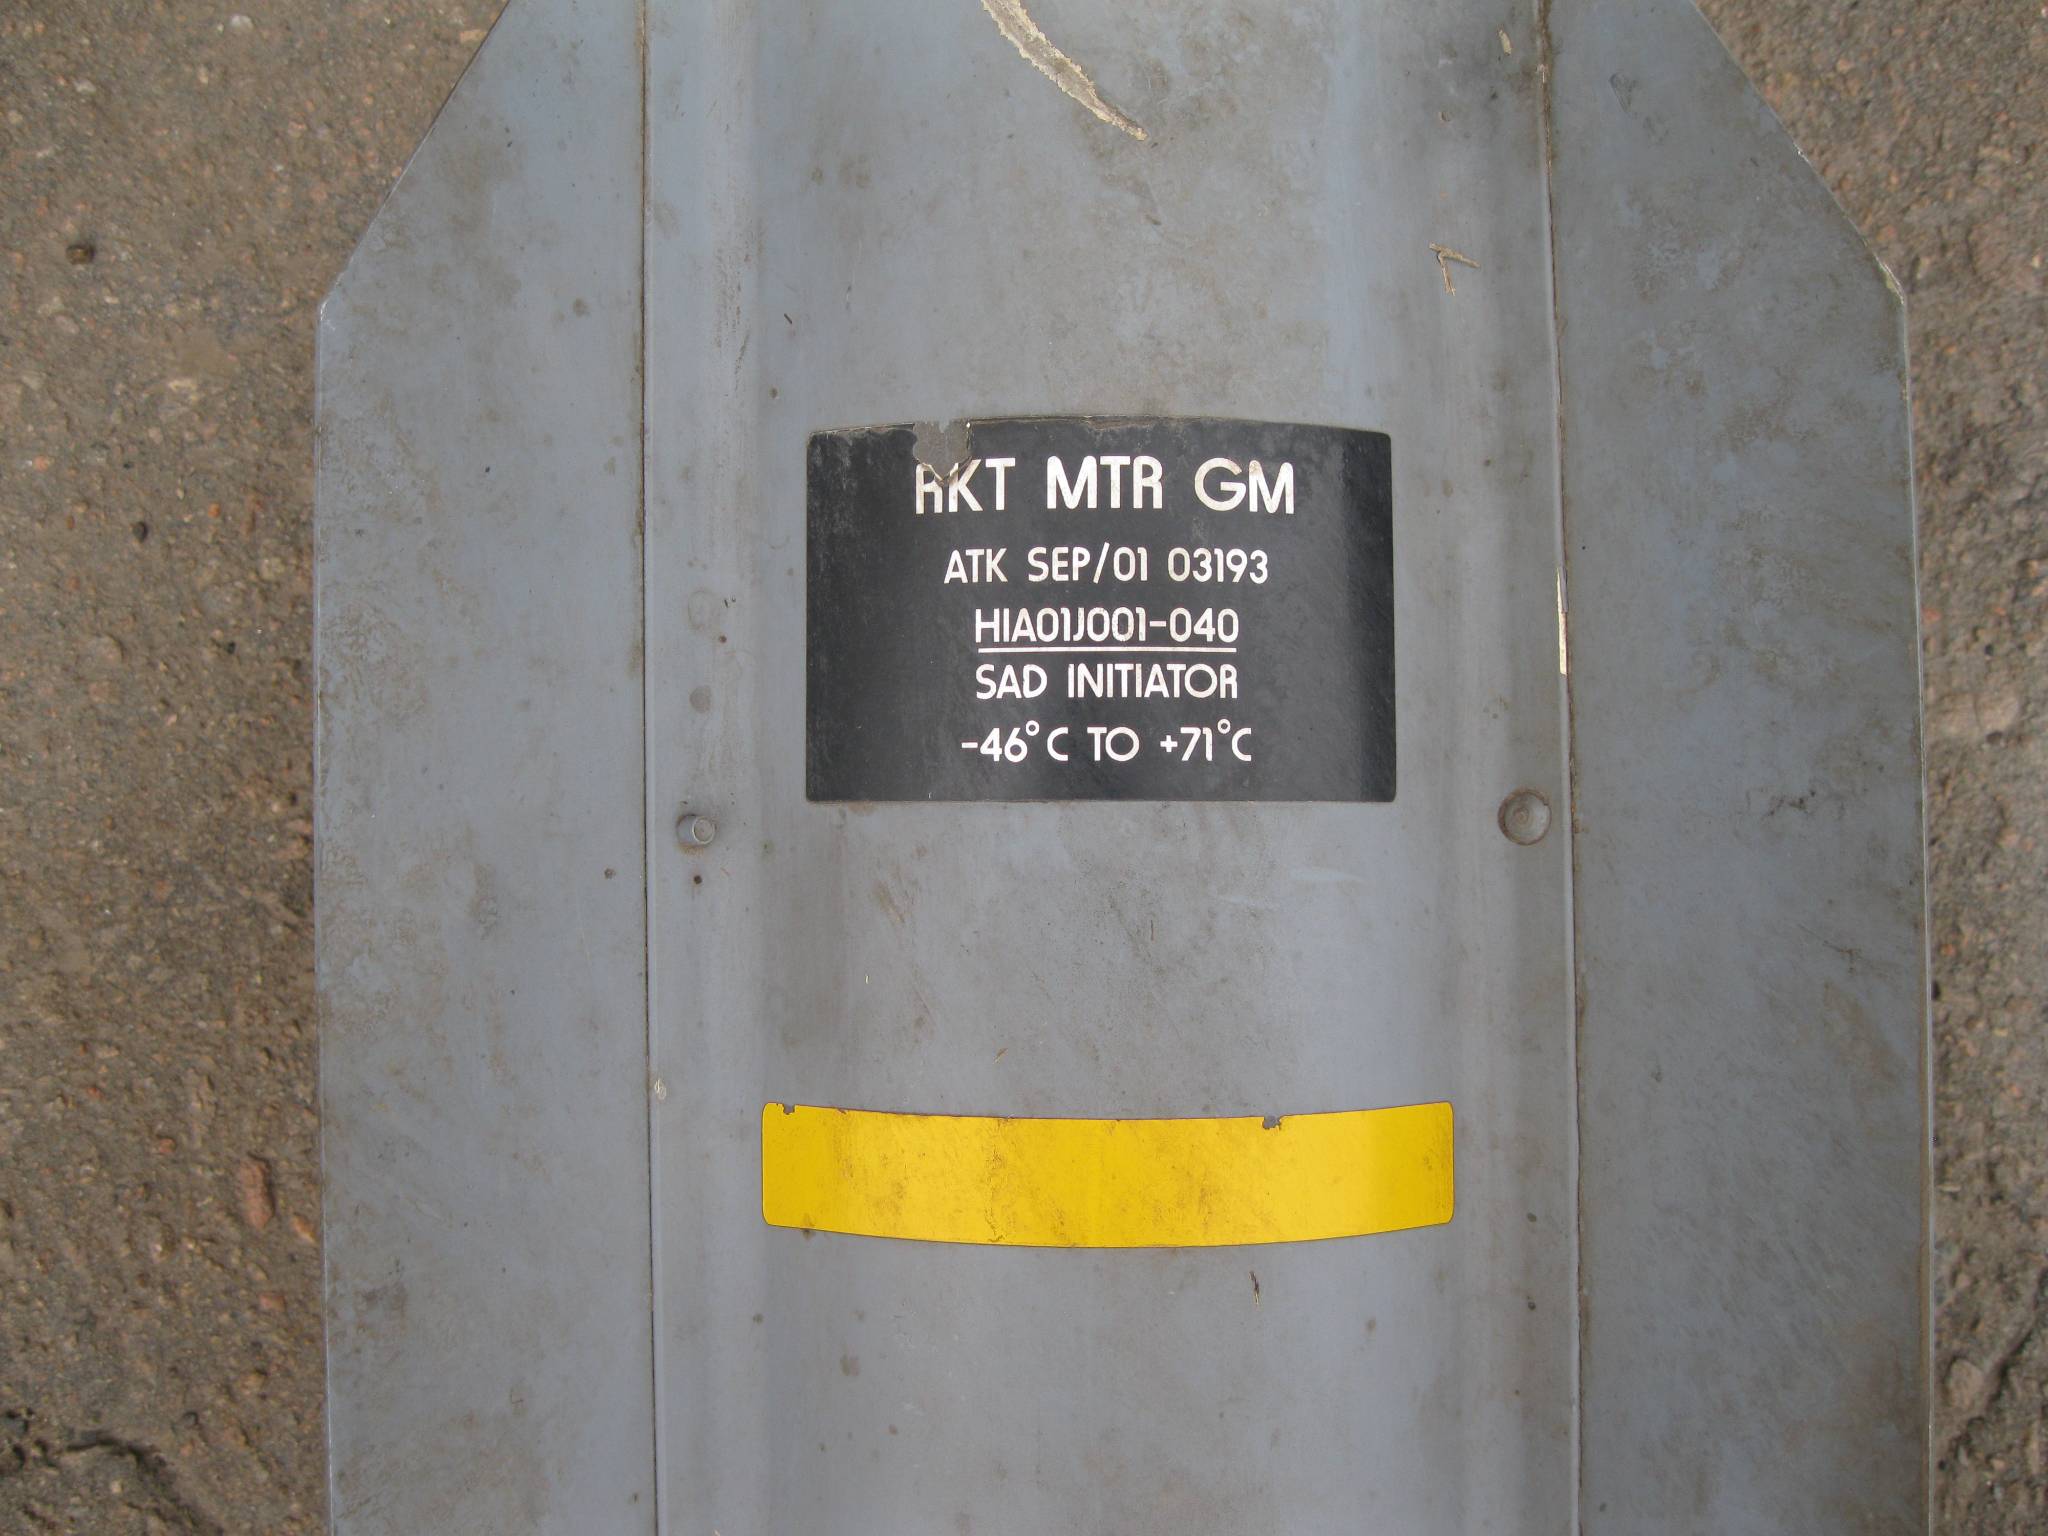 RKT MTR GM
ATK SEP/01 03193
HIA01J001-040
SAD INITIATOR
-46°C TO +71°C